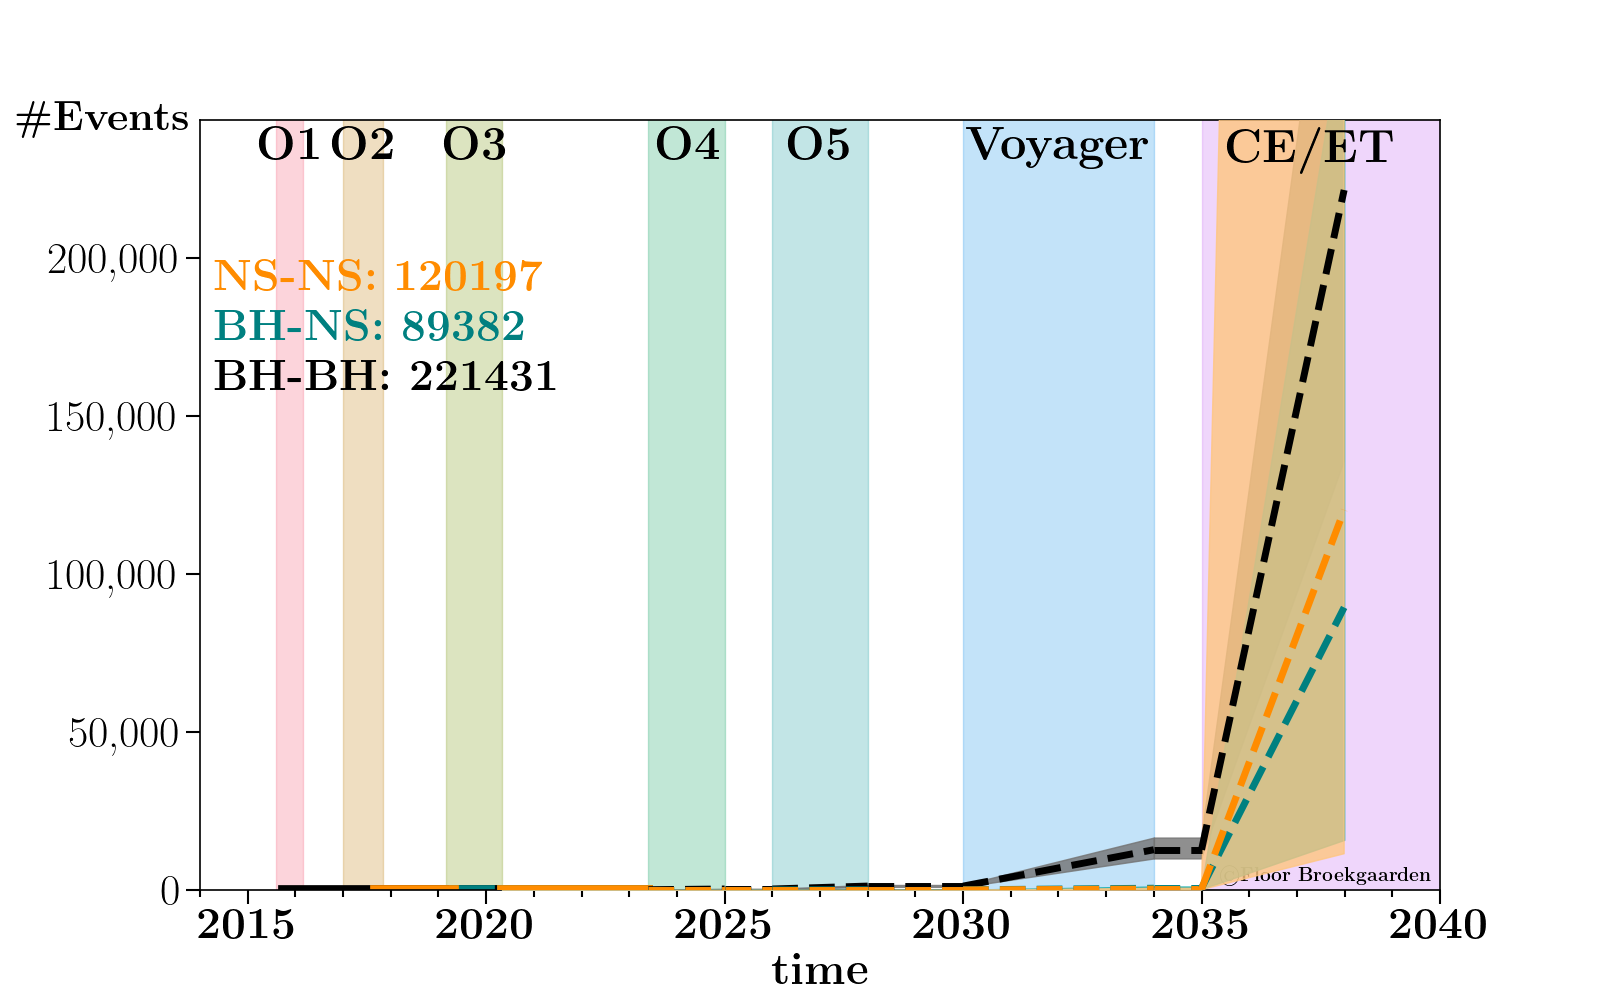 #Events
O1 O2 O3 O4 O5 Voyager CE/ET
200,000
NS-NS: 120197
BH-NS: 89382
BH-BH: 221431
150,000
100,000
50,000
0
©Floor Broekgaarden
2015 2020 2025 2030 2035 2040
time